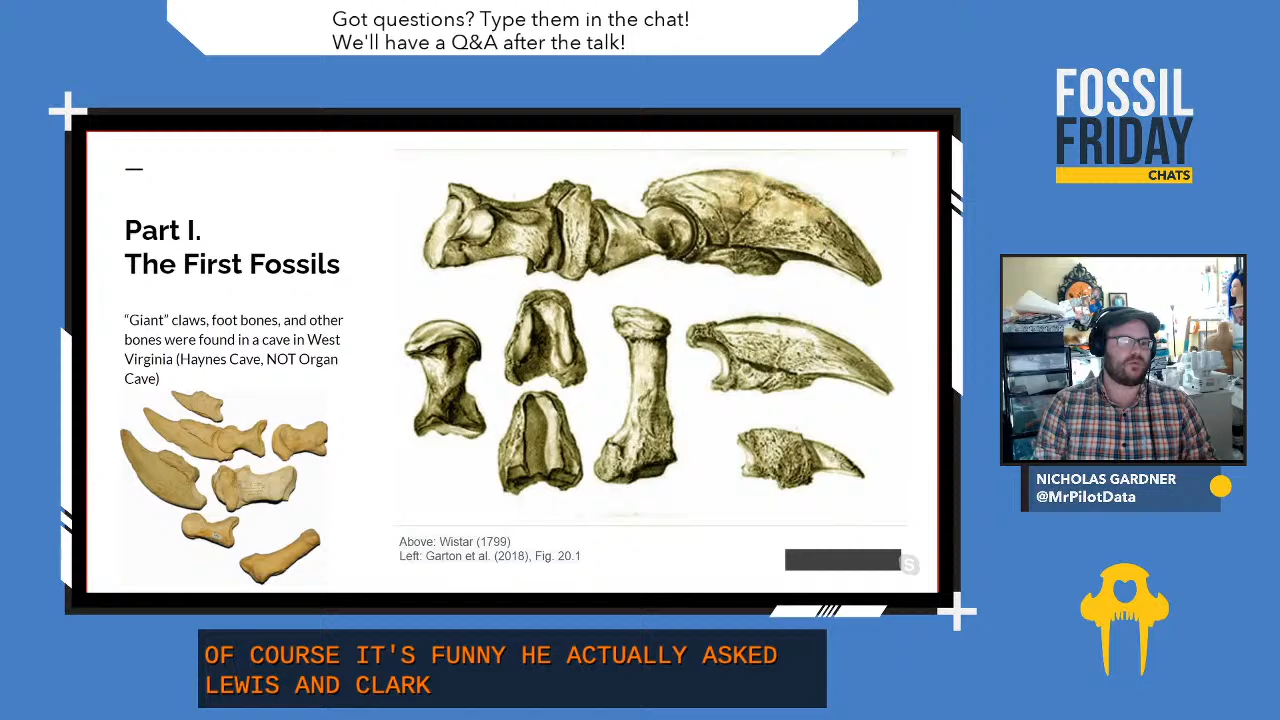 Got questions? Type them in the chat!
We'll have a Q&A after the talk!
FOSSIL
FRIDAY
CHATS
Part I.
The First Fossils
“Giant” claws, foot bones, and other
bones were found in a cave in West
Virginia (Haynes Cave, NOT Organ
Cave)
Above: Wistar (1799)
Left: Garton et al. (2018), Fig. 20.1
S
NICHOLAS GARDNER
@MrPilotData
OF COURSE IT'S FUNNY HE ACTUALLY ASKED
LEWIS AND CLARK